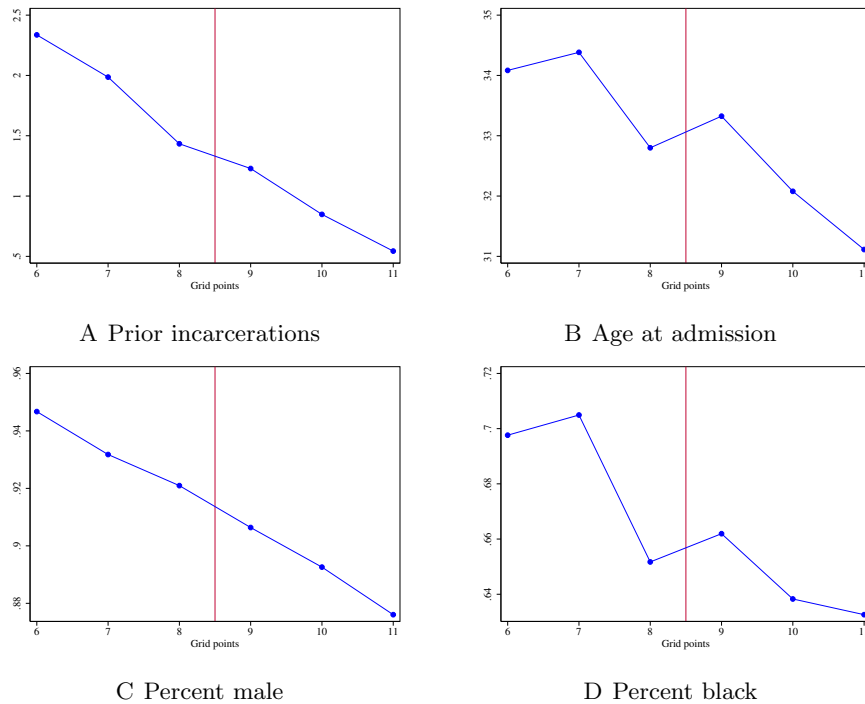 .5 1 1.5 2 2.5
6 7 8 9 10 11
Grid points
A Prior incarcerations
31 32 33 34 35
6 7 8 9 10 1
Grid points
B Age at admission
.88 .9 .92 .94 .96
6 7 8 9 10 11
Grid points
C Percent male
.64 .66 .68 .7 .72
6 7 8 9 10 1
Grid points
D Percent black